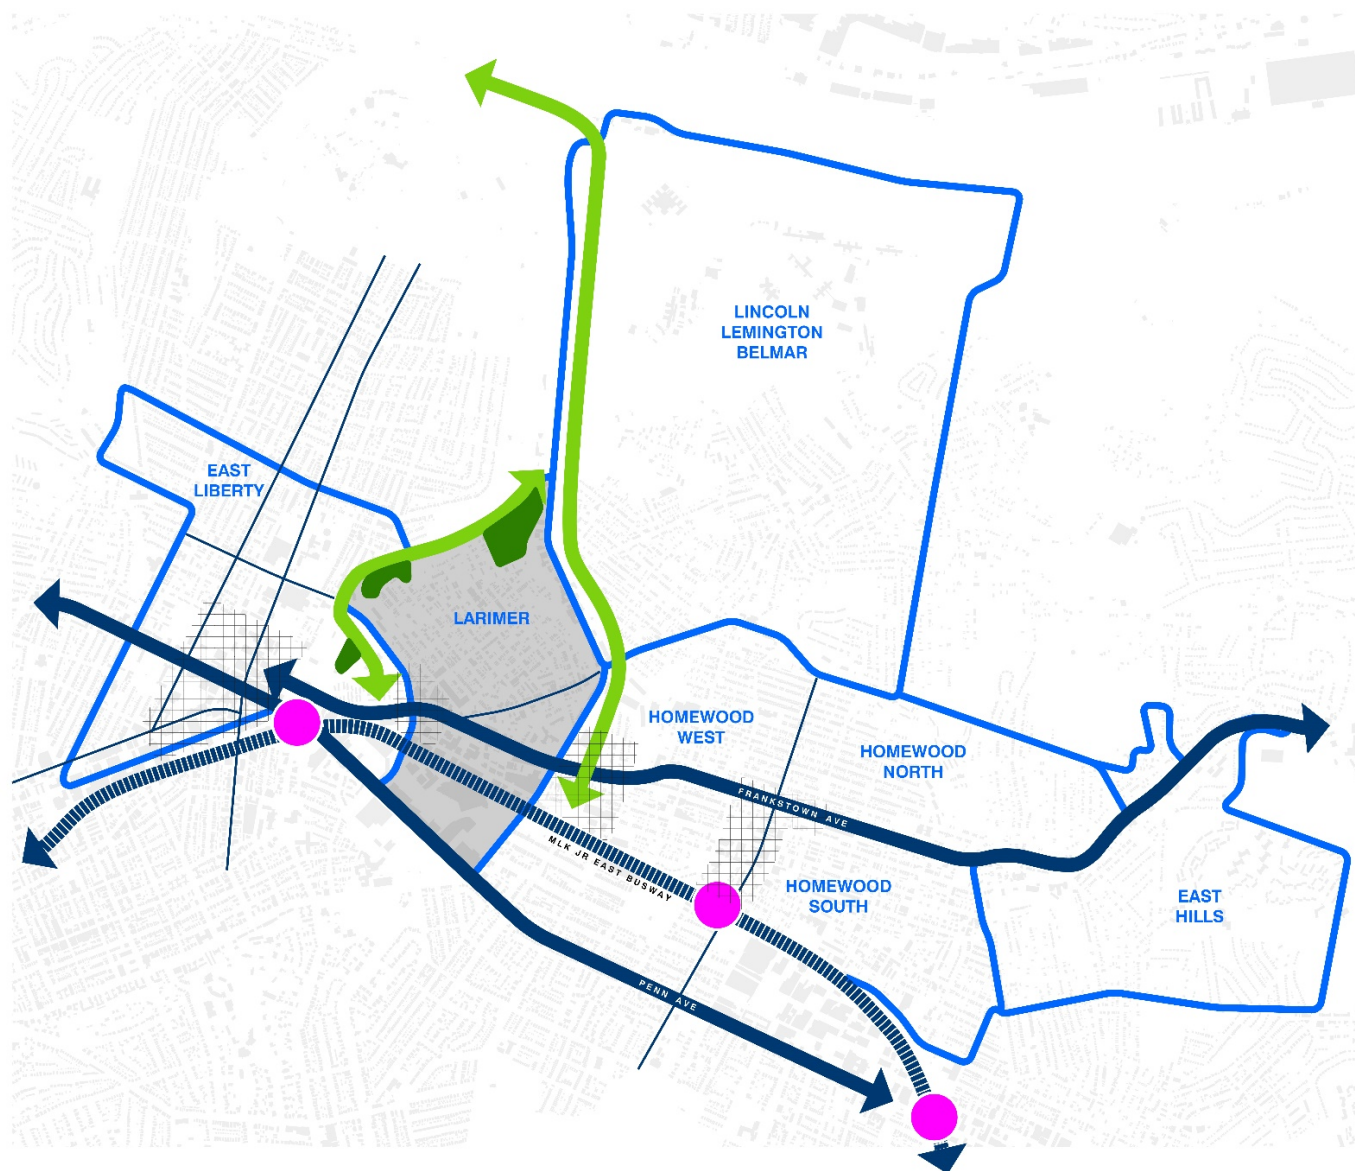 LINCOLN
LEMINGTON
BELMAR
EAST
LIBERTY
LARIMER
HOMEWOOD
WEST
HOMEWOOD
NORTH
FRANKSTOWN AVE
MLK JR EAST BUSWAY
HOMEWOOD
SOUTH
EAST
HILLS
PENN AVE